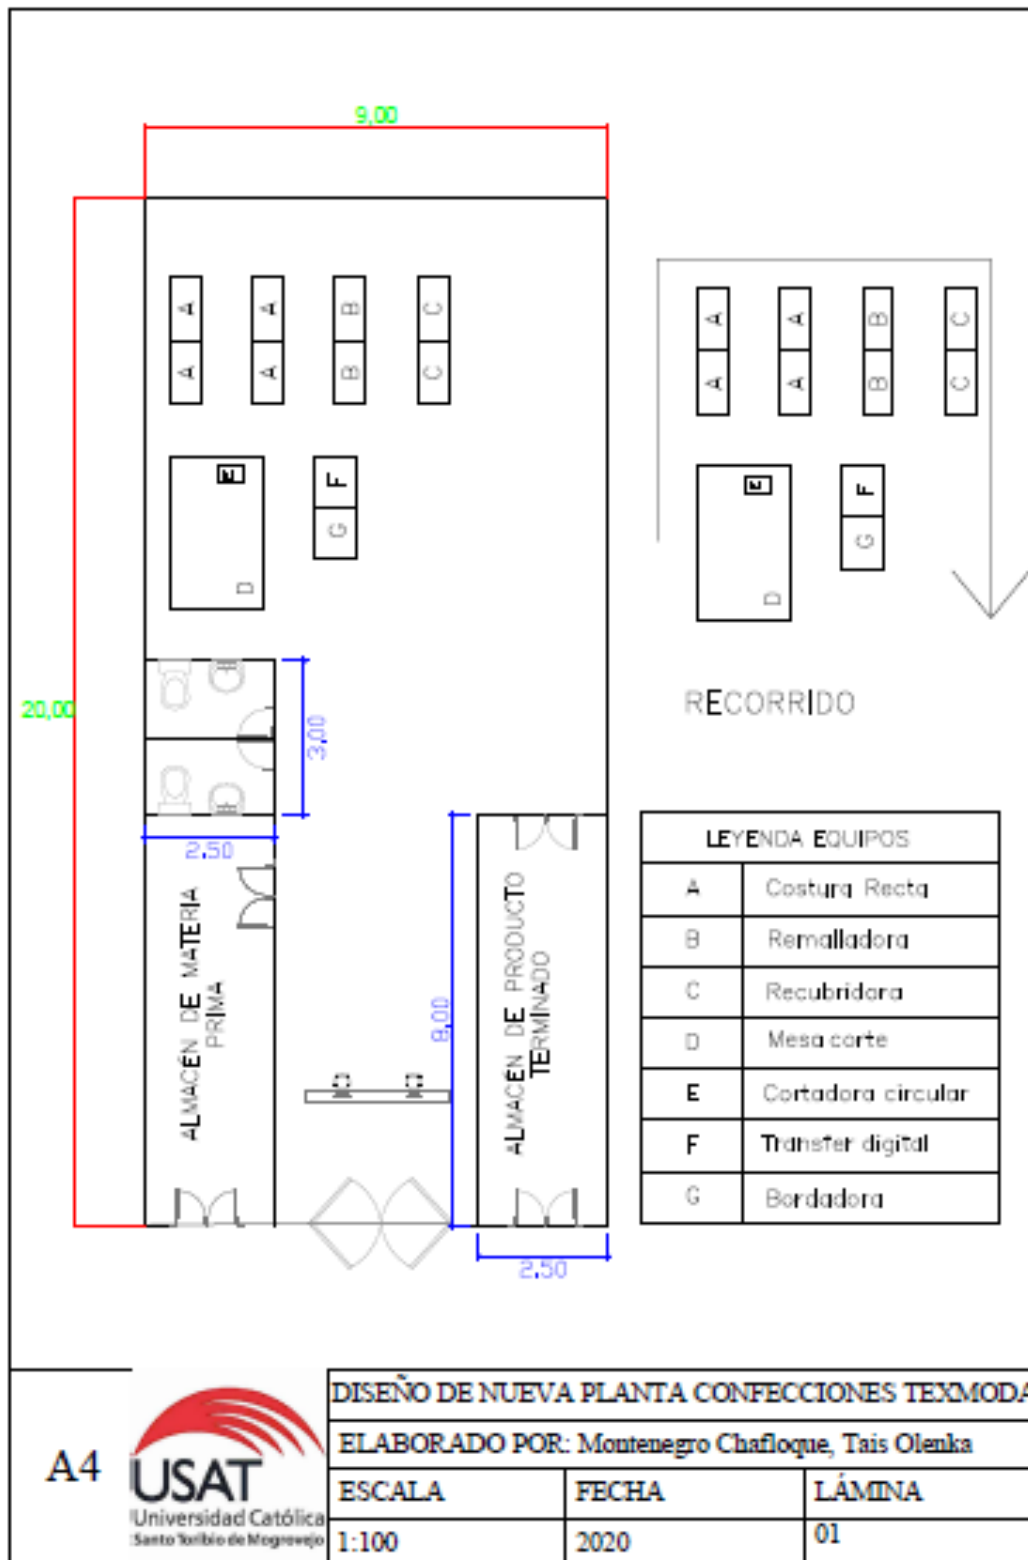 9,00
A A B C
A A B C
E F
G
D
20,00
3,00
2.50
ALMACÉN DE MATERIA
PRIMA
8,00
ALMACÉN DE PRODUCTO
TERMINADO
2.50
A A B C
A A B C
E F
G
D
RECORRIDO
LEYENDA EQUIPOS
A Costura Recta
B Remalladora
C Recubridora
D Mesa corte
E Cortadora circular
F Transfer digital
G Bordadora
A4
USAT
Universidad Católica
Santo Toribio de Mogrovejo
DISEÑO DE NUEVA PLANTA CONFECCIONES TEXMODA
ELABORADO POR: Montenegro Chafloque, Tais Olenka
ESCALA FECHA LÁMINA
1:100 2020 01